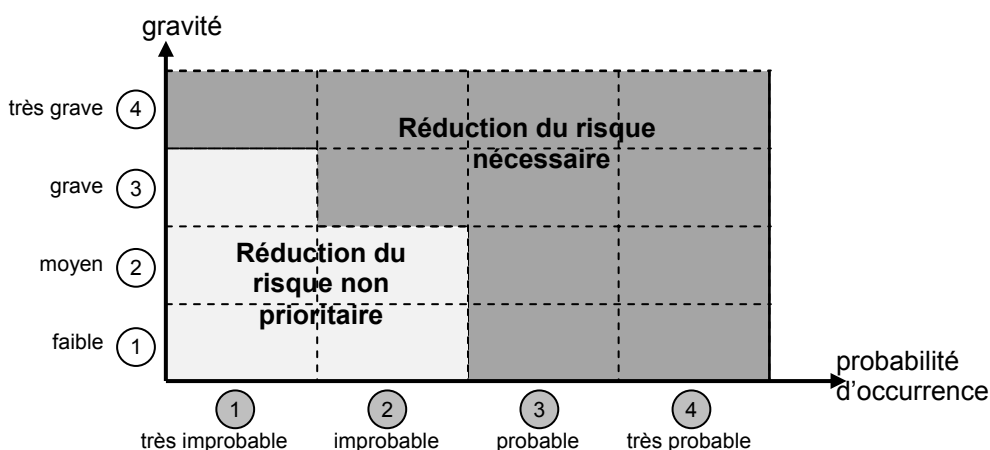 gravité
très grave 4
Réduction du risque
nécessaire
grave 3
Réduction du
risque non
prioritaire
moyen 2
faible 1
probabilité
d'occurrence
1 2 3 4
très improbable improbable probable très probable